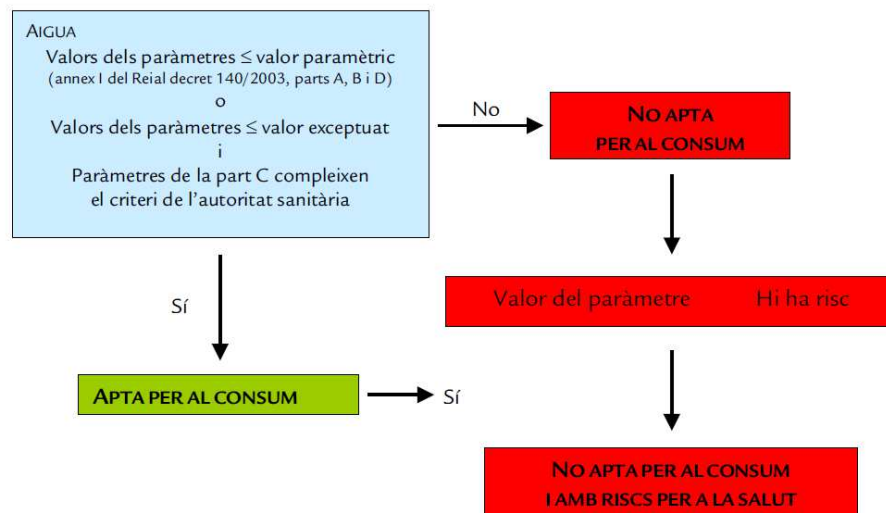 AIGUA
Valors dels paràmetres ≤ valor paramètric
(annex I del Reial decret 140/2003, parts A, B i D)
o
Valors dels paràmetres ≤ valor exceptuat
i
Paràmetres de la part C compleixen
el criteri de l’autoritat sanitària
No
NO APTA
PER AL CONSUM
Valor del paràmetre Hi ha risc
Sí
APTA PER AL CONSUM
Sí
NO APTA PER AL CONSUM
I AMB RISCS PER A LA SALUT